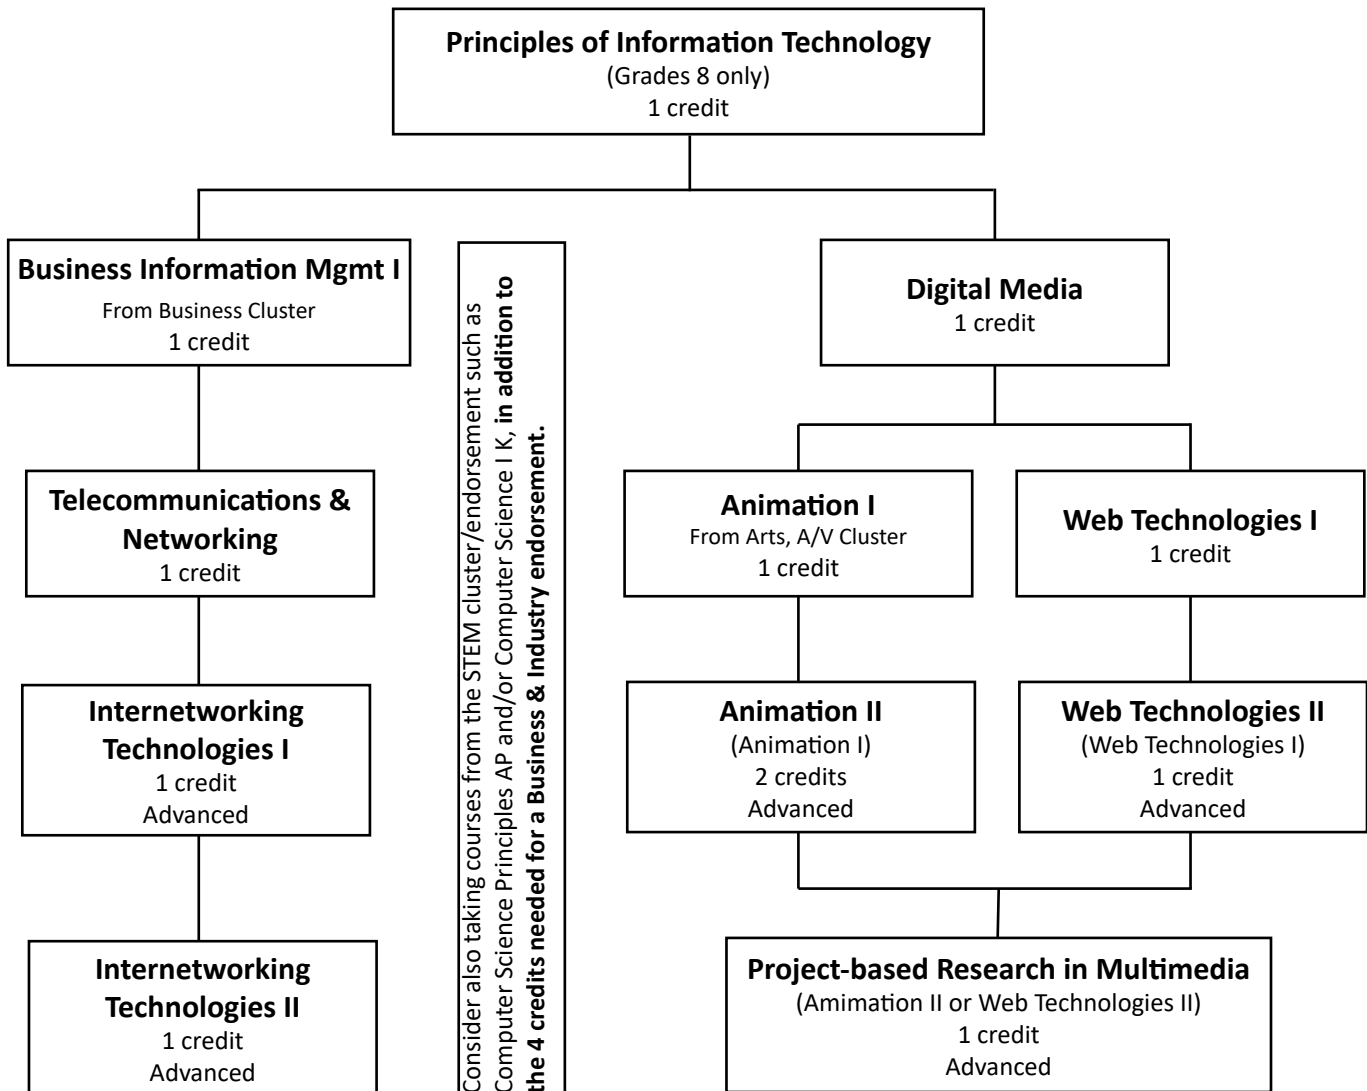 Principles of Information Technology
(Grades 8 only)
1 credit
Business Information Mgmt I
From Business Cluster
1 credit
Digital Media
1 credit
Consider also taking courses from the STEM cluster/endorsement such as
Computer Science Principles AP and/or Computer Science I K, in addition to
the 4 credits needed for a Business & Industry endorsement.
Telecommunications &
Networking
1 credit
Animation I
From Arts, A/V Cluster
1 credit
Web Technologies I
1 credit
Internetworking
Technologies I
1 credit
Advanced
Animation II
(Animation I)
2 credits
Advanced
Web Technologies II
(Web Technologies I)
1 credit
Advanced
Internetworking
Technologies II
1 credit
Advanced
Project-based Research in Multimedia
(Amimation II or Web Technologies II)
1 credit
Advanced